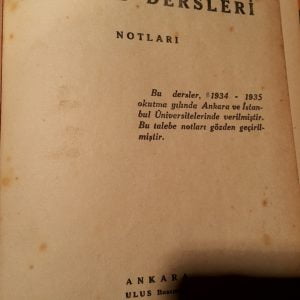 DERSLERİ
NOTLARI
Bu dersler, 1934 - 1935
okutma yılında Ankara ve İstan-
bul Üniversitelerinde verilmiştir.
Bu talebe notları gözden geçiril-
miştir.
ANKARA
ULUS